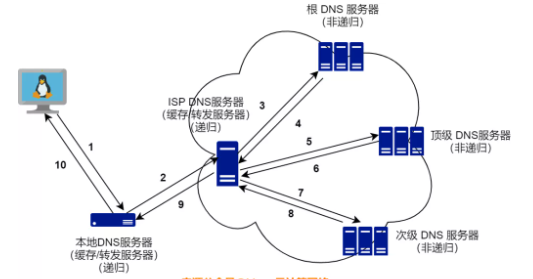 根 DNS 服务器
(非递归)
ISP DNS服务器
(缓存/转发服务器)
(递归)
3
4
顶级 DNS服务器
(非递归)
5
6
1
10
2
9
7
8
次级 DNS 服务器
(非递归)
本地DNS服务器
(缓存/转发服务器)
(递归)